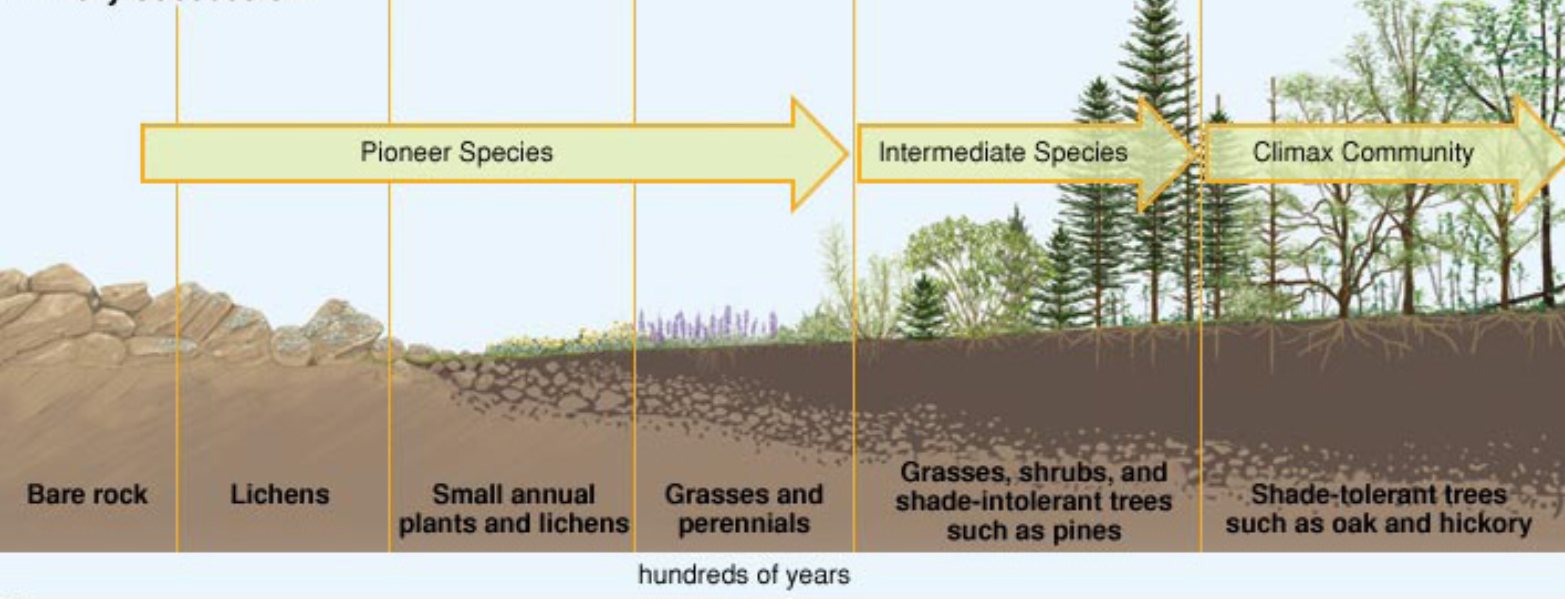 Pioneer Species
Intermediate Species
Climax Community
Bare rock
Lichens
Small annual
plants and lichens
Grasses and
perennials
Grasses, shrubs, and
shade-intolerant trees
such as pines
Shade-tolerant trees
such as oak and hickory
hundreds of years